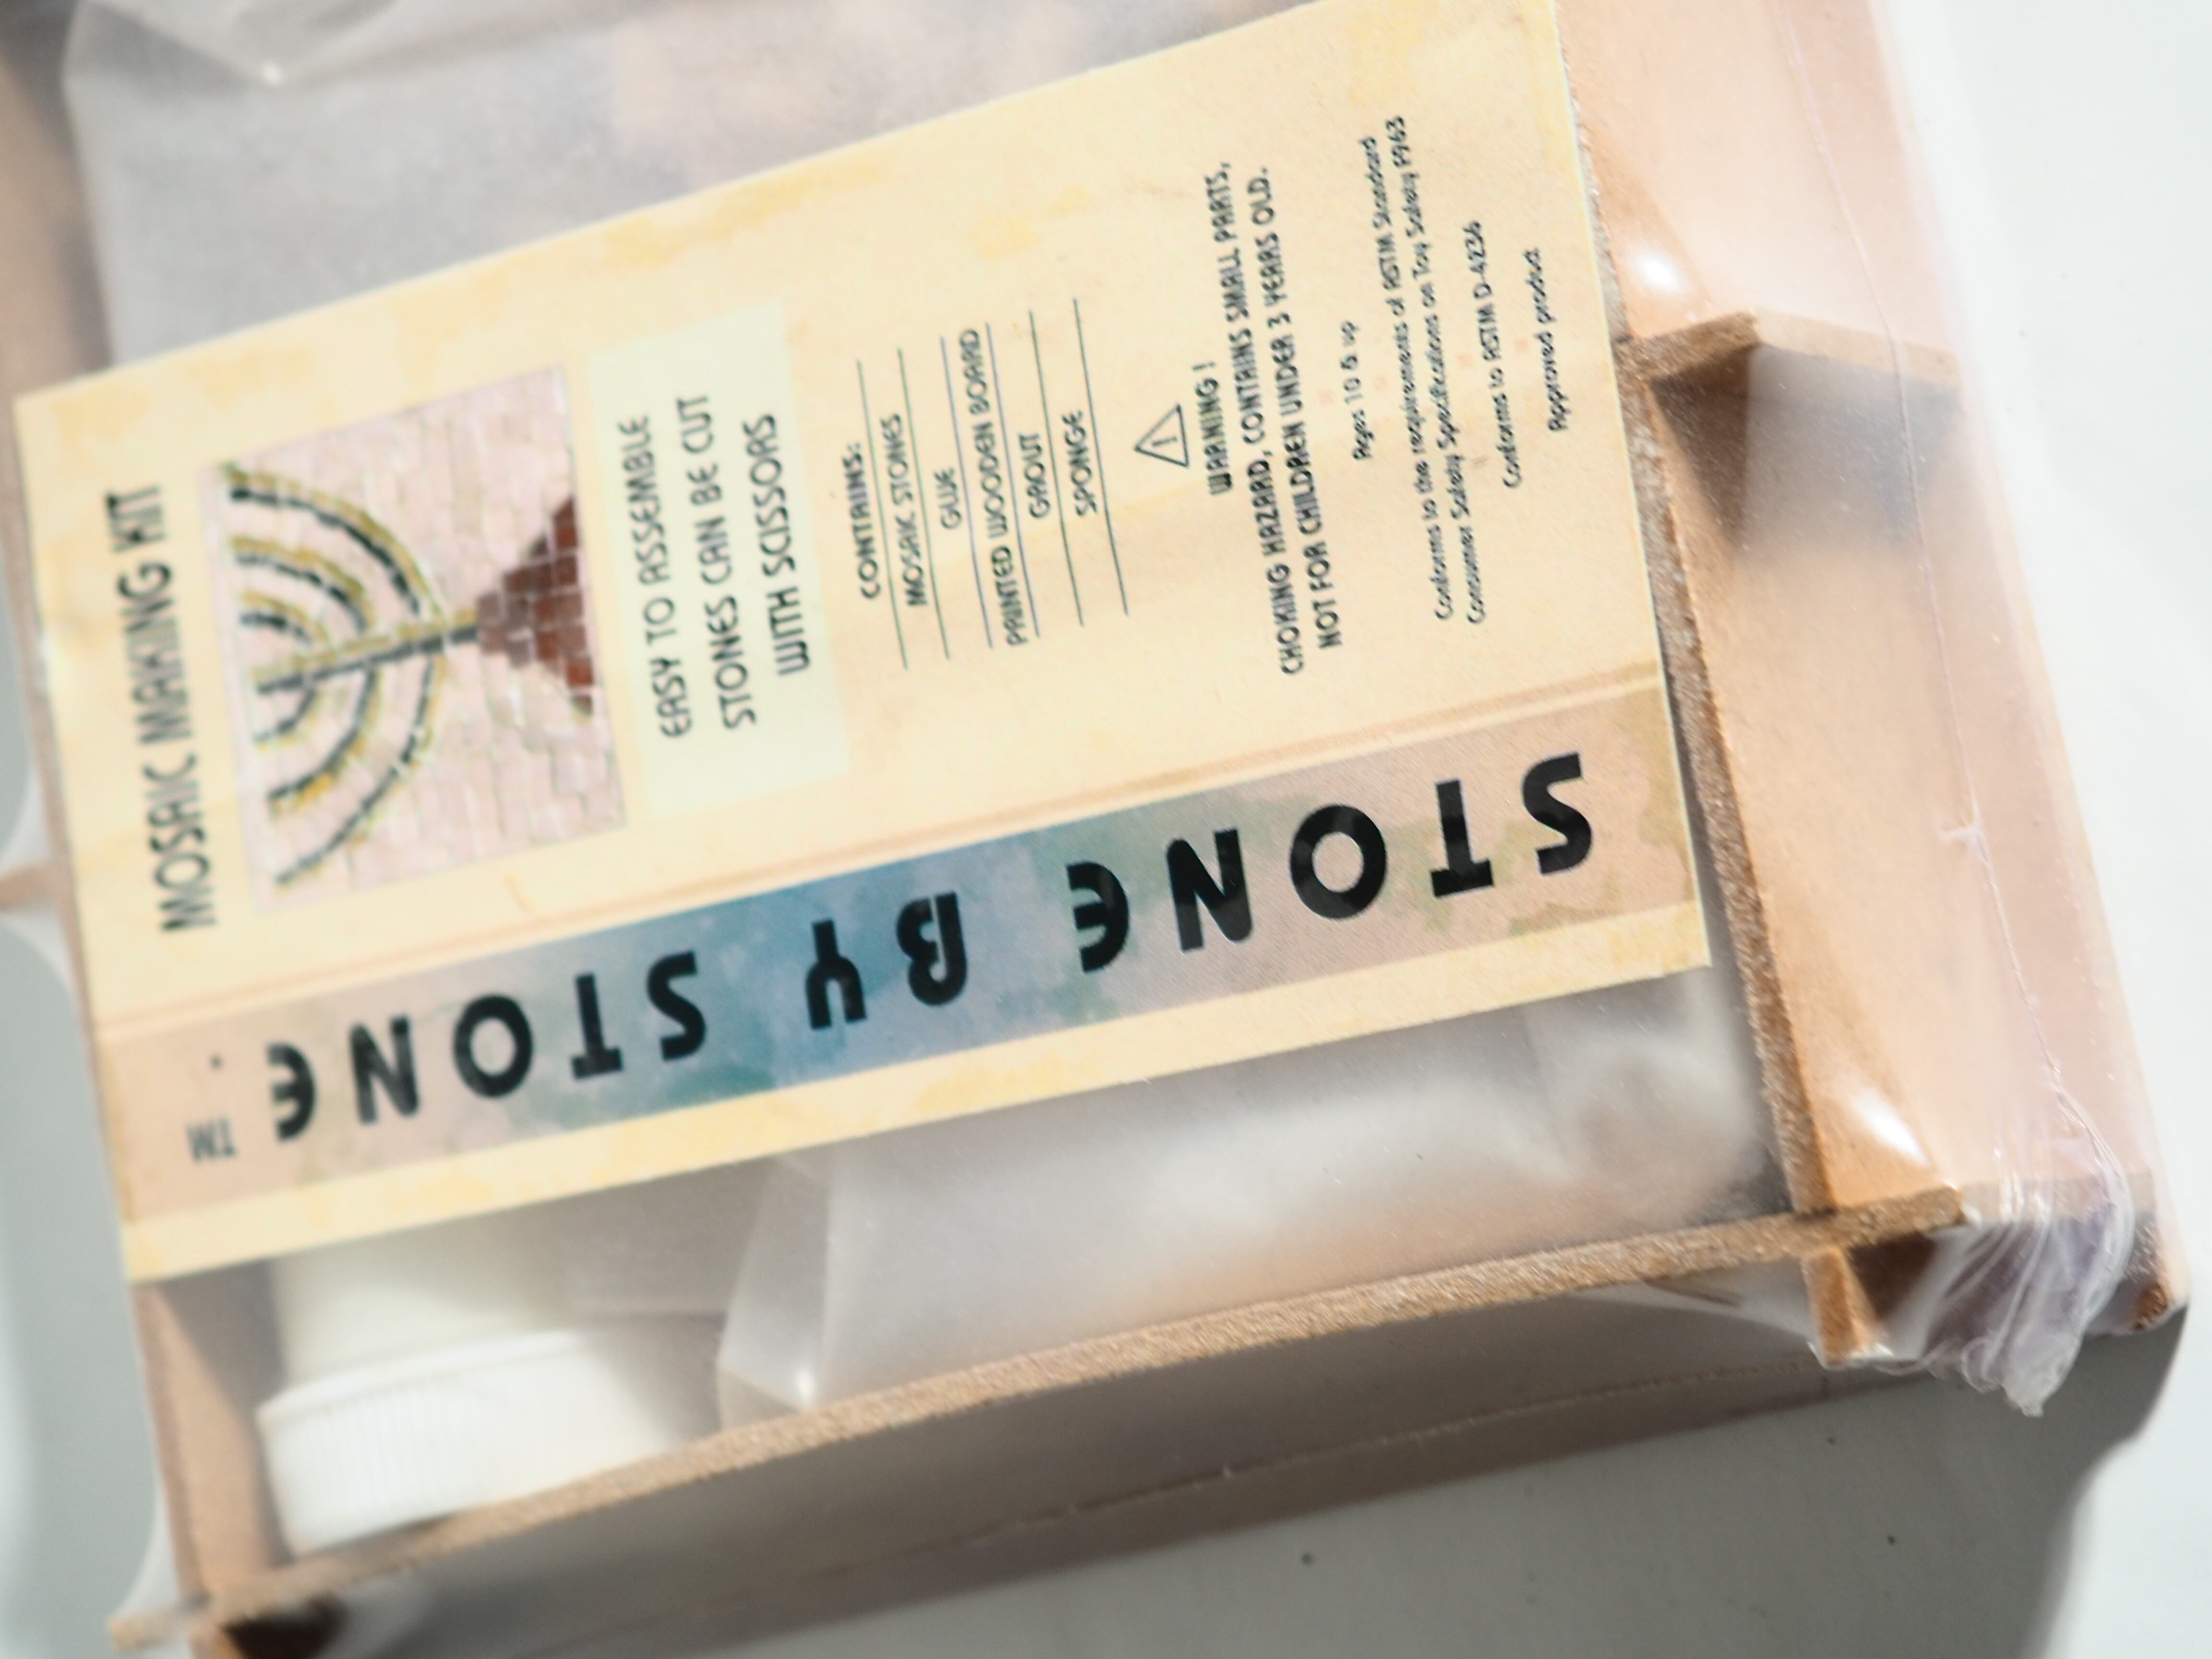 MOSAIC MAKING KIT
EASY TO ASSEMBLE
STONES CAN BE CUT
WITH SCISSORS
CONTAINS:
MOSAIC STONES
GLUE
PRINTED WOODEN BOARD
GROUT
SPONGE
WARNING !
CHOKING HAZARD, CONTAINS SMALL PARTS,
NOT FOR CHILDREN UNDER 3 YEARS OLD.
Ages 10 & up
Conforms to the requirements of ASTM Standard
Consumer Safety Specifications on Toy Safety F963
Conforms to ASTM D-4236
Approved product
STONE BY STONE TM